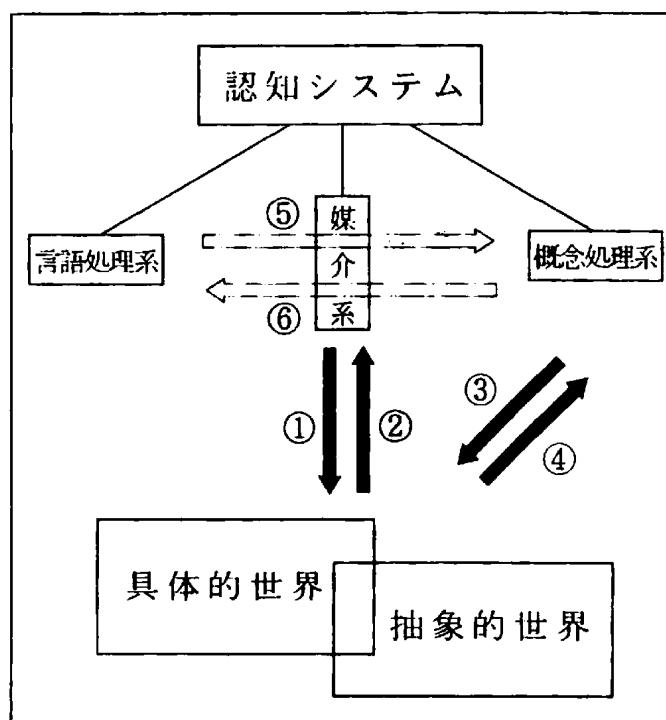 認知システム
⑤
媒介系
言語処理系
概念処理系
⑥
①
②
③
④
具体的世界
抽象的世界